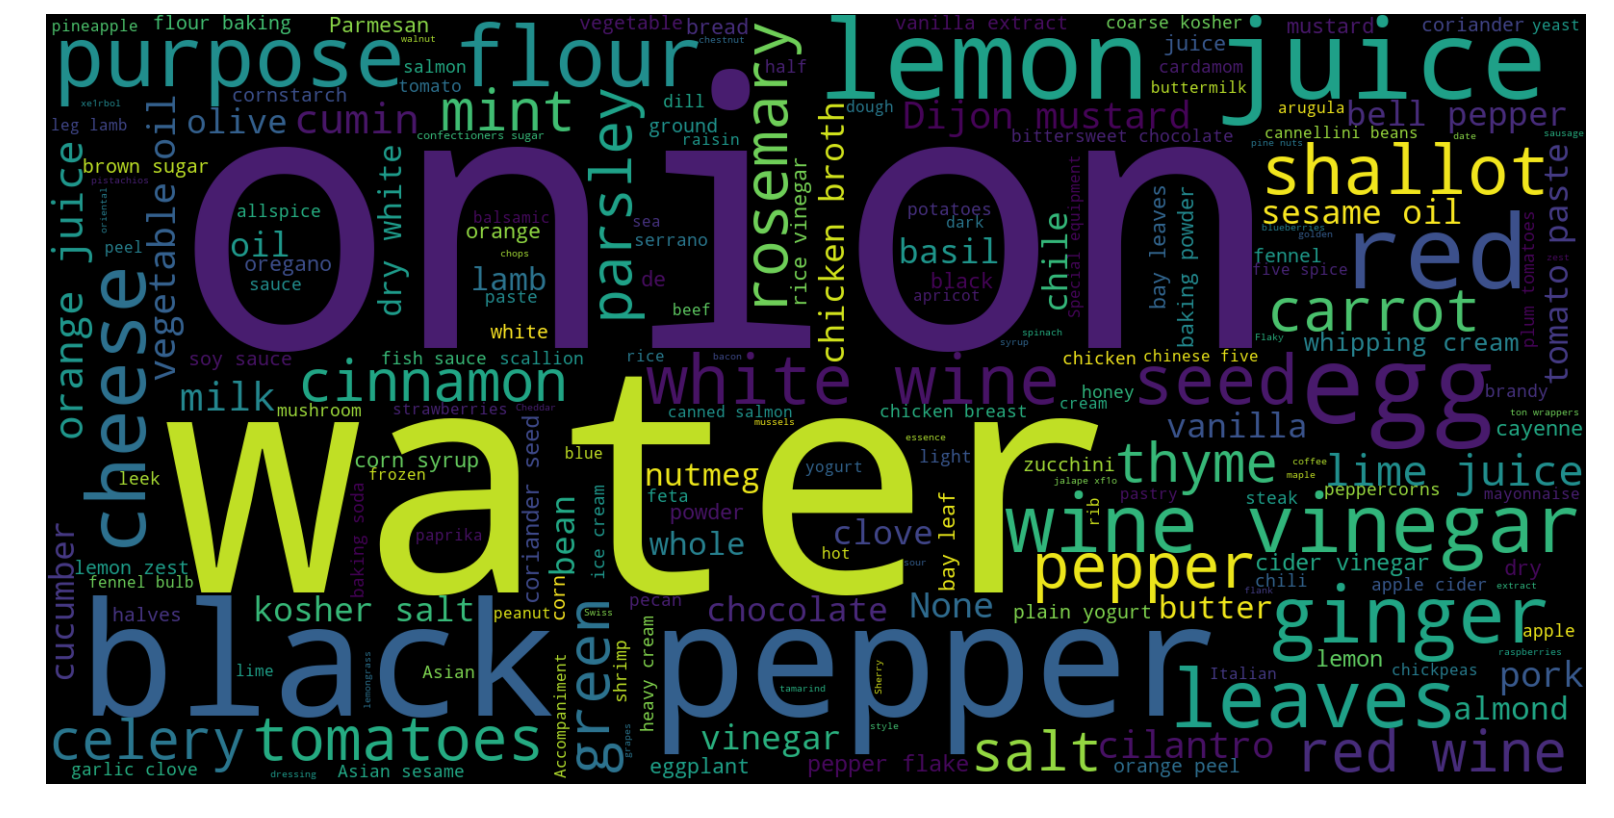 pineapple
flour baking
Parmesan
walnut
vegetable
bread
chestnut
vanilla extract
coarse kosher
mustard
coriander
yeast
purpose flour
lemon juice
salmon
tomato
half
juice
cardamom
buttermilk
xe1rbol
cornstarch
mint
dill
dough
Dijon mustard
arugula
bell pepper
leg lamb
olive
cumin
confectioners sugar
ground
raisin
bittersweet chocolate
cannellini beans
date
sausage
pine nuts
brown sugar
pistachios
vegetable oil
orange juice
oriental
dry white
parsley
rosemary
rice vinegar
chicken broth
onion
shallot
sesame oil
tomato paste
allspice
balsamic
sea
potatoes
dark
Special equipment
bay leaves
baking powder
blueberries
golden
peel
oil
orange
serrano
basil
chile
red
fennel
plum tomatoes
zest
oregano
chops
lamb
de
black
five spice
sauce
paste
apricot
cheese
white
beef
carrot
spinach
syrup
Flaky
whipping cream
soy sauce
fish sauce
scallion
rice
bacon
chicken
chinese five
milk
cinnamon
white wine
seed
egg
brandy
honey
cream
mushroom
strawberries
Cheddar
canned salmon
mussels
chicken breast
ton wrappers
cayenne
water
essence
vanilla
corn syrup
frozen
coriander seed
blue
nutmeg
yogurt
light
zucchini
thyme
coffee
maple
lime juice
leek
feta
jalape xf1o
pastry
steak
peppercorns
mayonnaise
baking soda
paprika
bean
ice cream
powder
whole
clove
bay leaf
rib
wine vinegar
cucumber
lemon zest
fennel bulb
hot
sour
pepper
cider vinegar
dry
chili
apple cider
extract
flank
halves
kosher salt
peanut
corn
Swiss
pecan
chocolate
None
plain yogurt
butter
ginger
apple
black pepper
green
shrimp
heavy cream
lime
lemongrass
Asian
Accompaniment
tamarind
Sherry
Italian
lemon
chickpeas
raspberries
pork
leaves
almond
style
grapes
celery
tomatoes
vinegar
salt
cilantro
red wine
garlic clove
dressing
Asian sesame
eggplant
pepper flake
orange peel